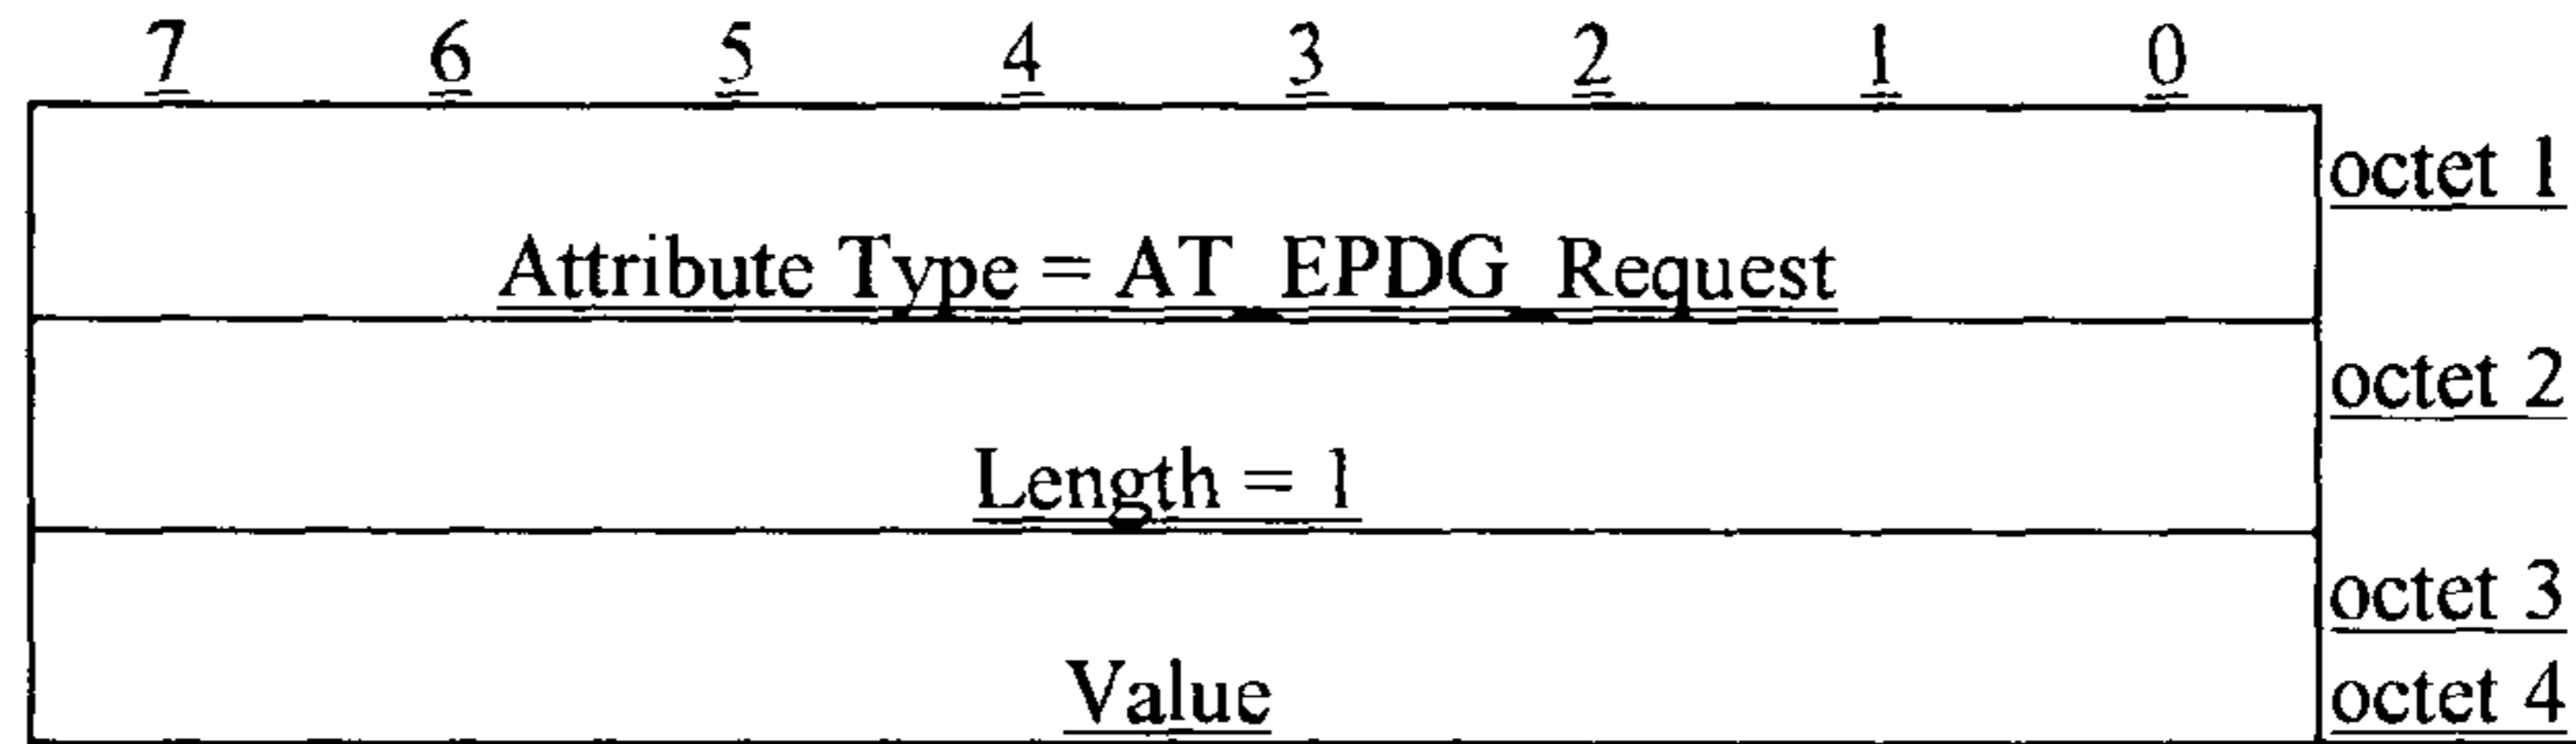 7 6 5 4 3 2 1 0
octet 1
Attribute Type = AT_EPDG_Request
octet 2
Length = 1
octet 3
Value
octet 4